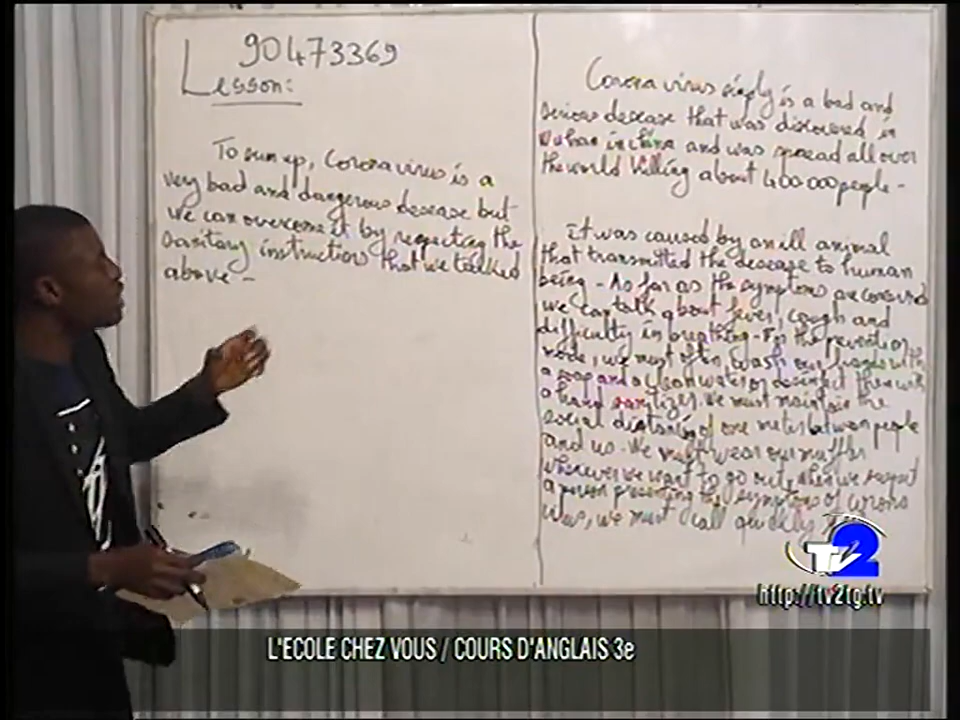 90473369
Lesson:
To sum up, Corona virus is a
very bad and dangerous desease but
we can overcome it by respecting the
sanitary instructions that we talked
above -
Corona virus simply is a bad and
serious desease that was discovered in
Wuhan in china and was spread all over
the world killing about 400 000 people -
it was caused by an ill animal
that transmitted the desease to human
being - As far as the symptoms are concerned
we can talk about fever, cough and
difficulty in breathing - For the prevention
mode, we must often wash our hands with
a soap and a clean water or desinfect them with
a hand sanitizer. We must maintain the
social distancing of one meter between people
and us - We must wear our muffler
wherever we want to go out, when we suspect
a person presenting the symptoms of corona
virus, we must call quickly
TV2
http://tv2tg.tv
L'ECOLE CHEZ VOUS / COURS D'ANGLAIS 3e